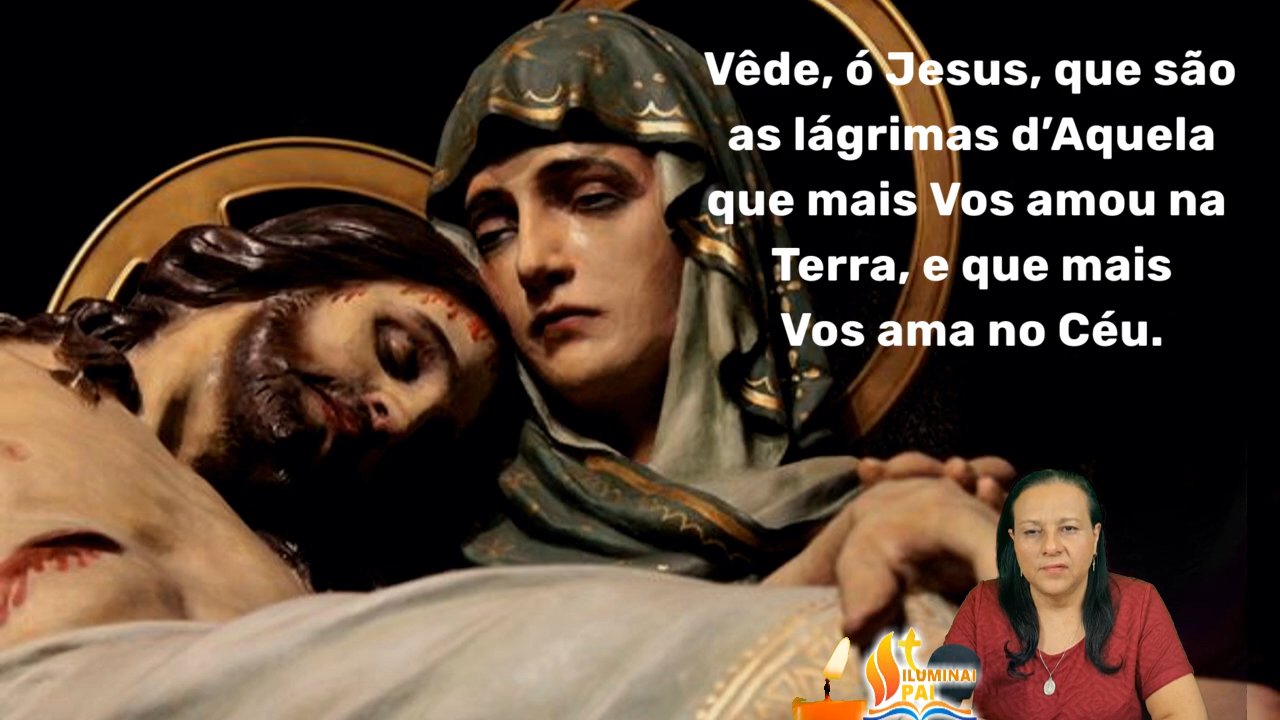 Vêde, ó Jesus, que são
as lágrimas d’Aquela
que mais Vos amou na
Terra, e que mais
Vos ama no Céu.
ILUMINAI
PAI